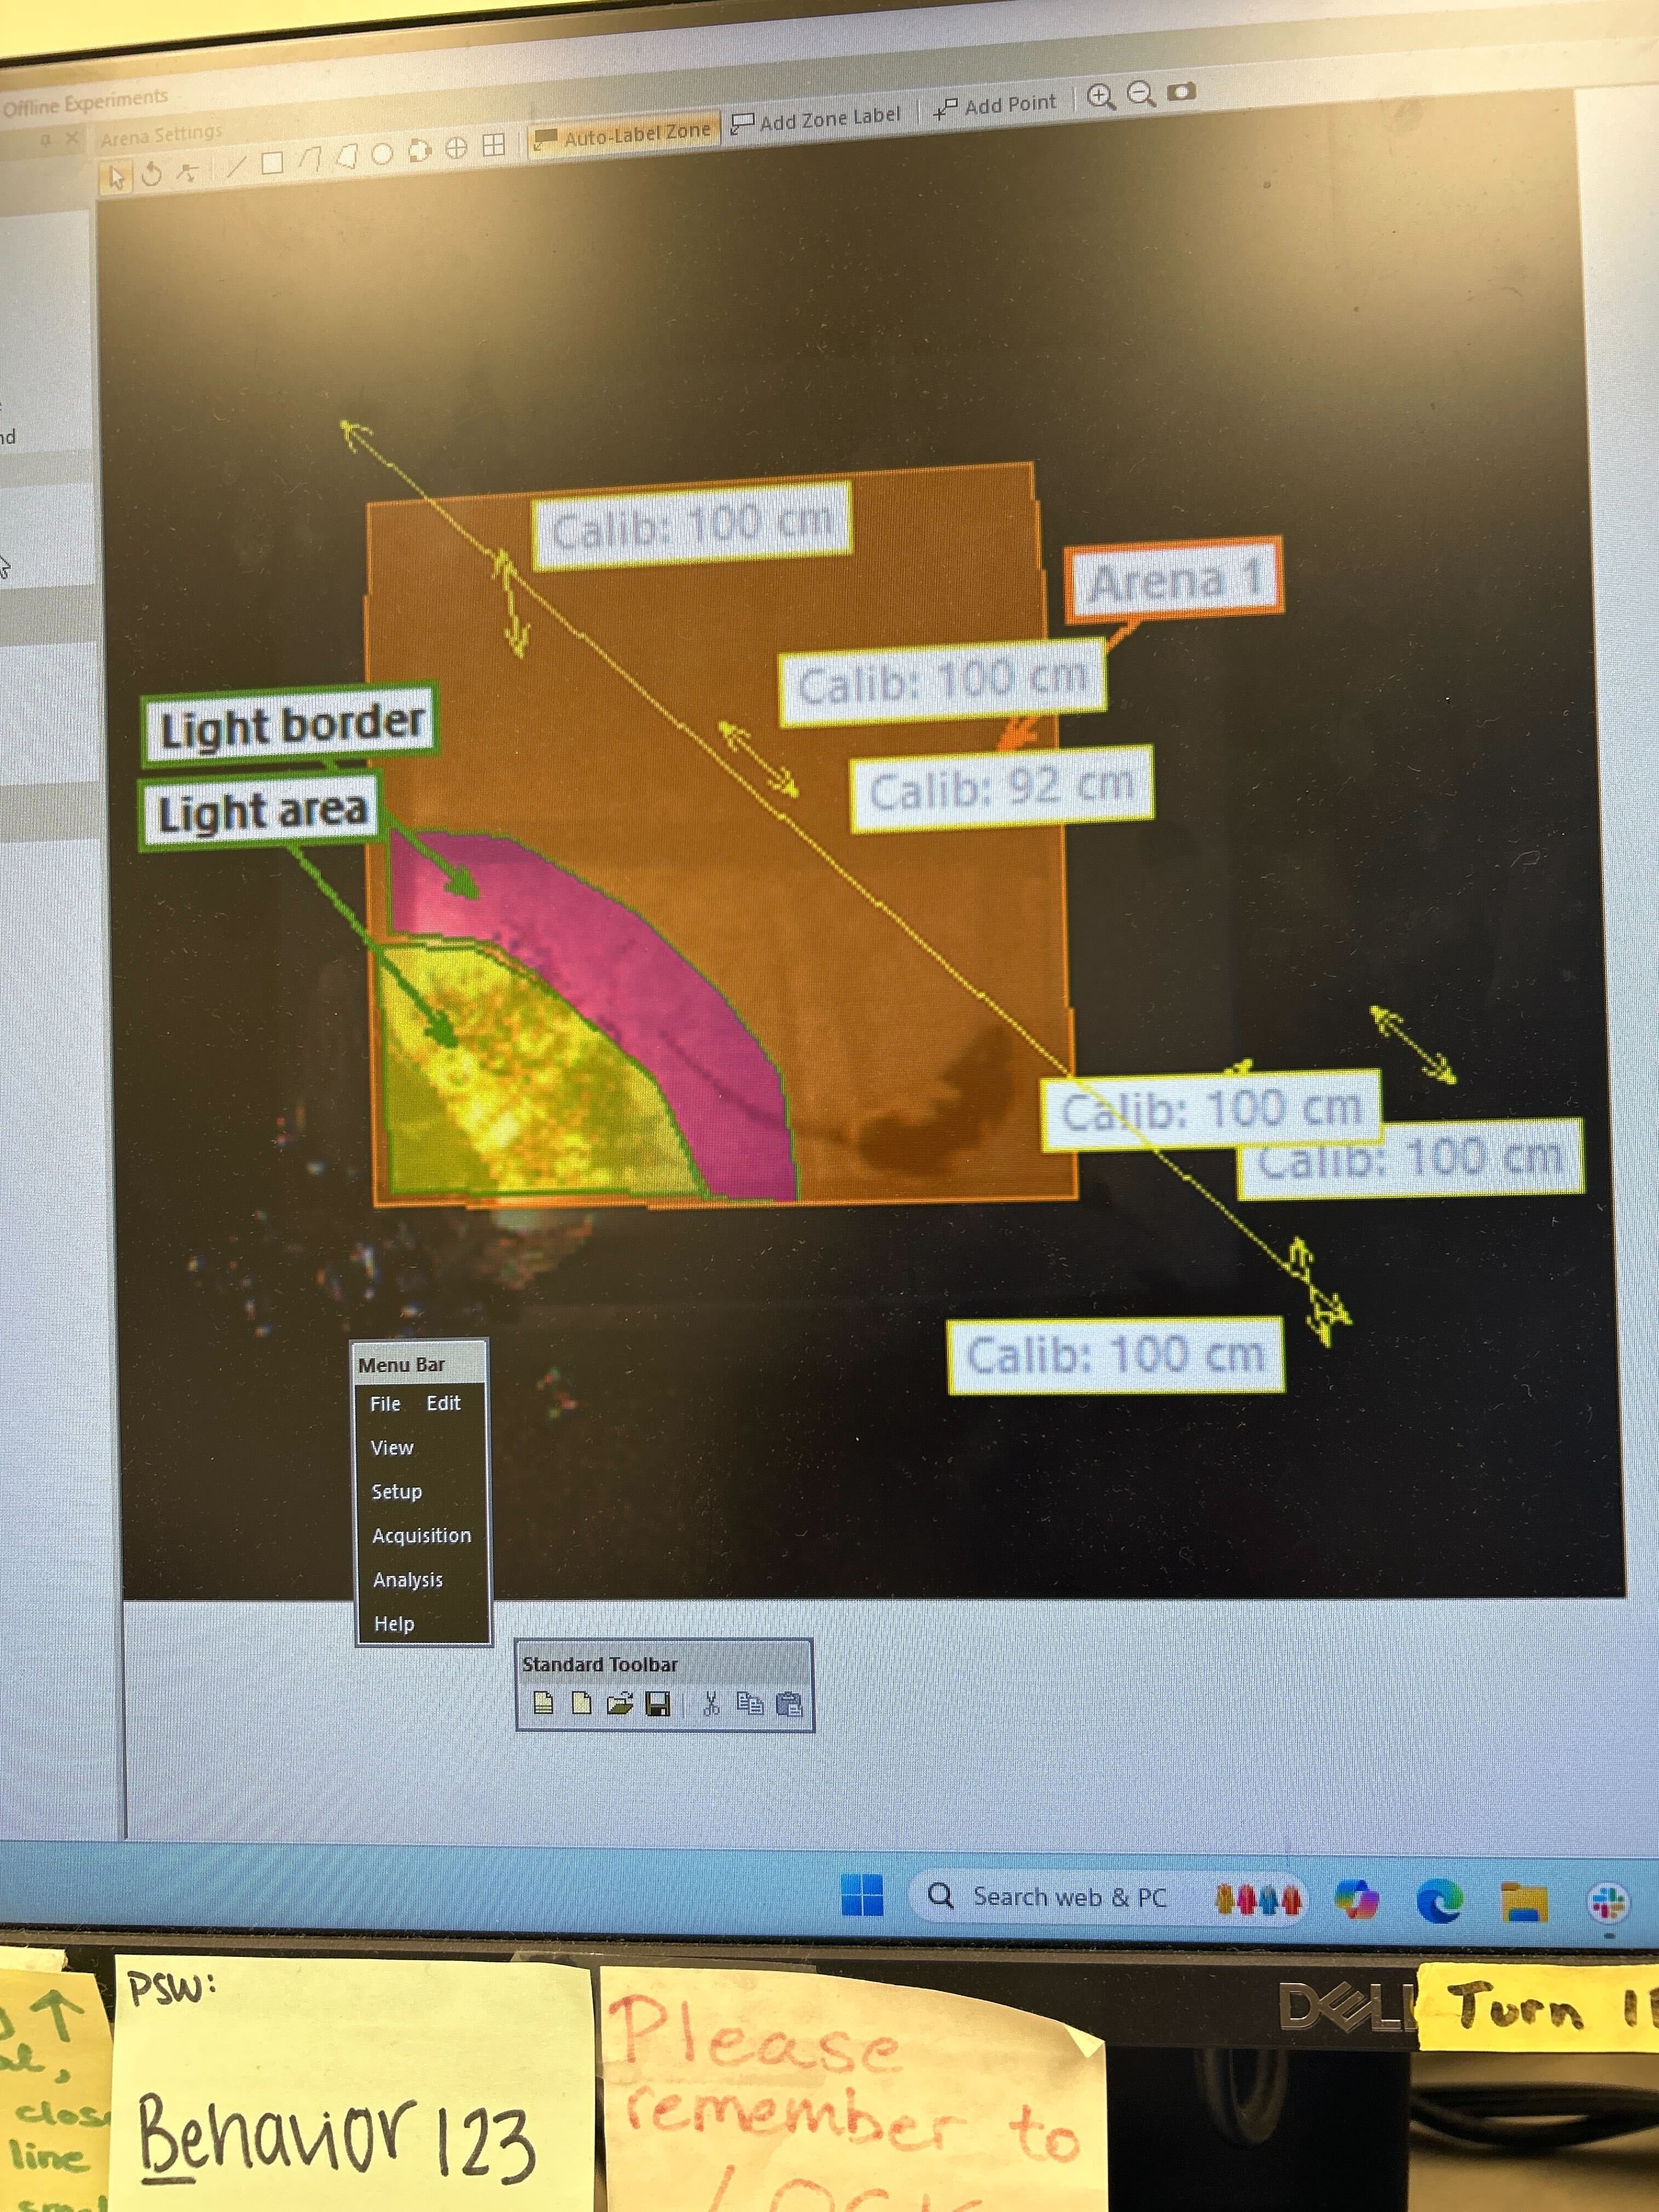 Offline Experiments
Arena Settings
Auto-Label Zone
Add Zone Label
Add Point
nd
Calib: 100 cm
Arena 1
Calib: 100 cm
Light border
Calib: 92 cm
Light area
Calib: 100 cm
Calib: 100 cm
Calib: 100 cm
Menu Bar
File Edit
View
Setup
Acquisition
Analysis
Help
Standard Toolbar
Search web & PC
DELL
Turn
PSW:
Behavior 123
Please
remember to
line